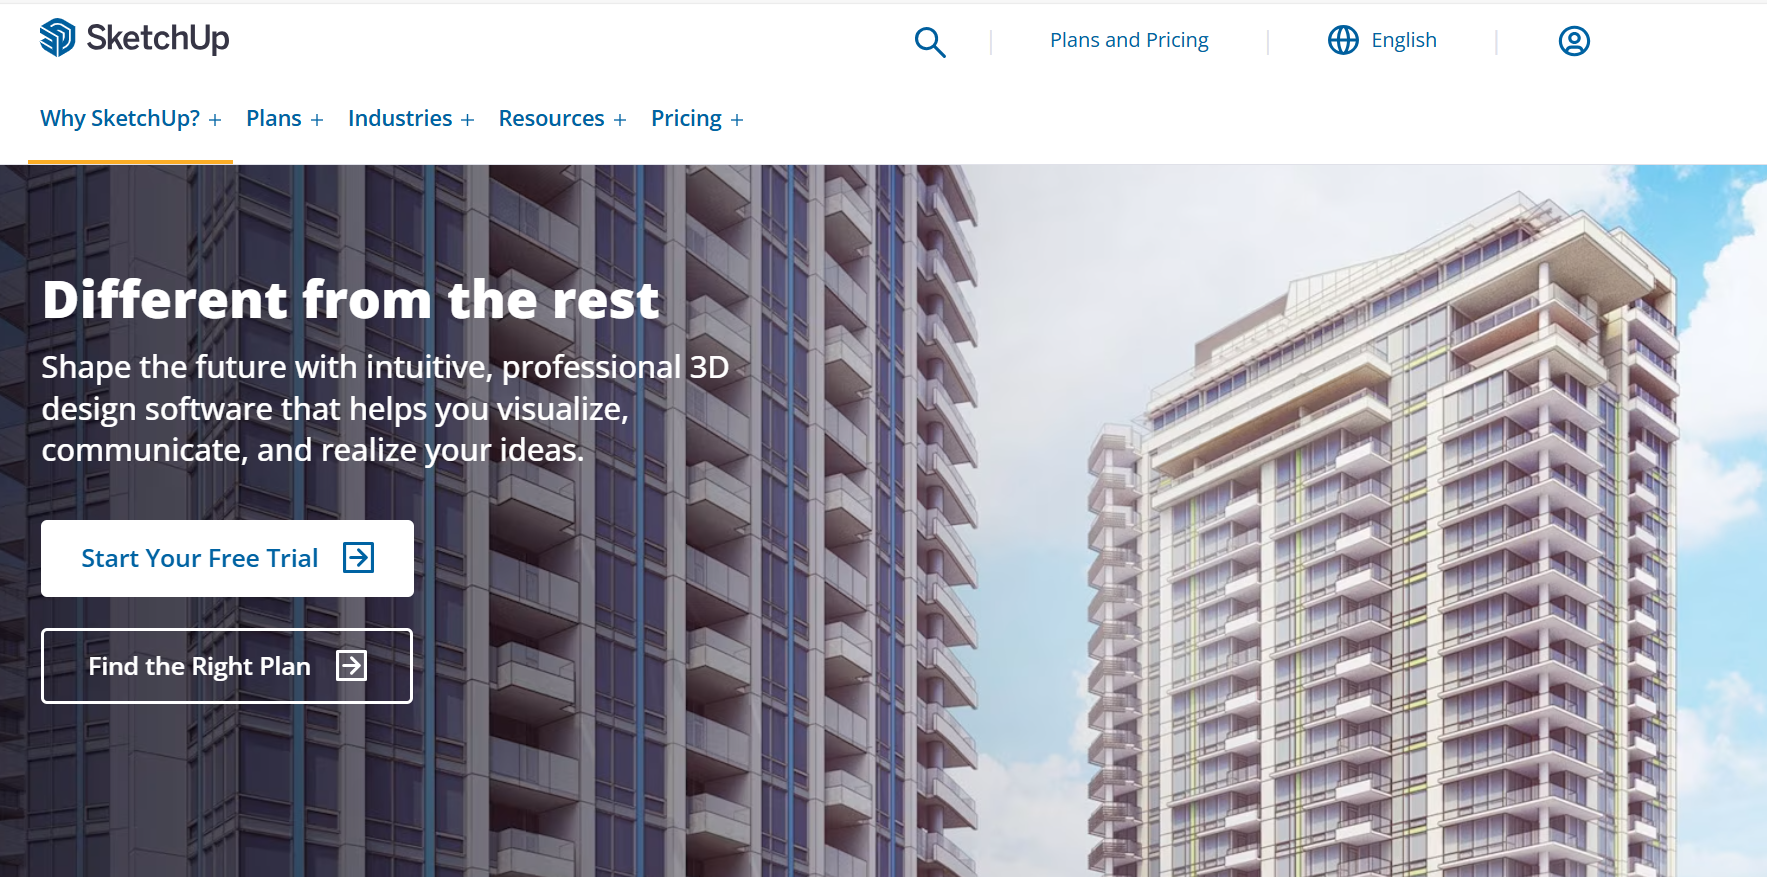 SketchUp
Plans and Pricing
English
Why SketchUp? +
Plans +
Industries +
Resources +
Pricing +
Different from the rest
Shape the future with intuitive, professional 3D
design software that helps you visualize,
communicate, and realize your ideas.
Start Your Free Trial
Find the Right Plan